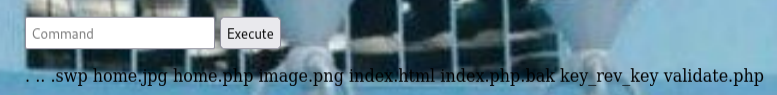 Command Execute
. .. .swp home.jpg home.php image.png index.html index.php.bak key_rev_key validate.php